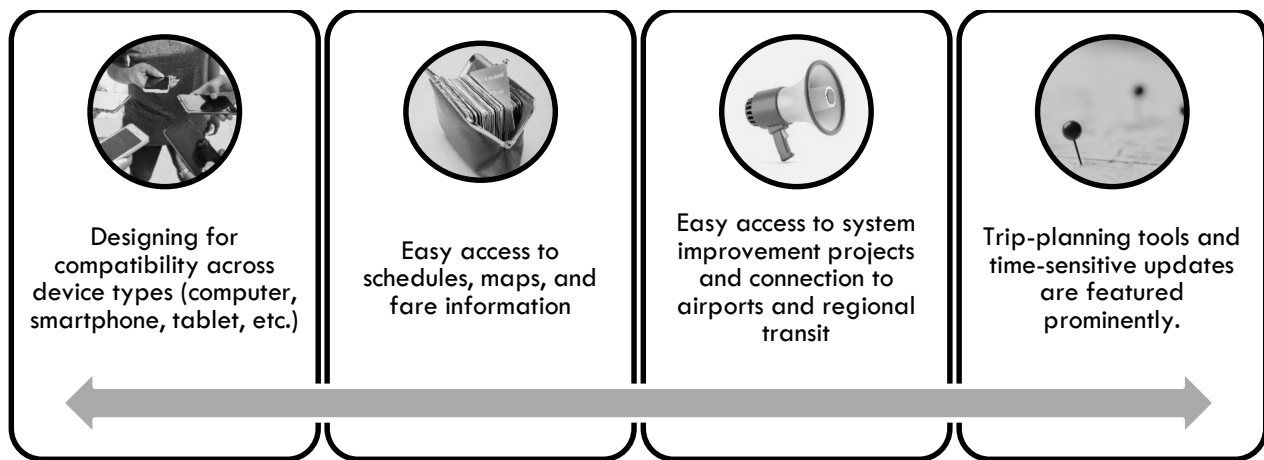 Designing for
compatibility across
device types (computer,
smartphone, tablet, etc.)
Easy access to
schedules, maps, and
fare information
Easy access to system
improvement projects
and connection to
airports and regional
transit
Trip-planning tools and
time-sensitive updates
are featured
prominently.